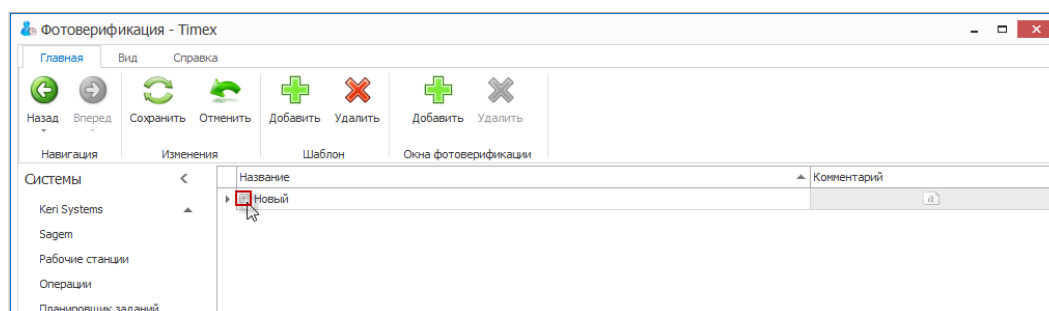 Фотоверификация - Timex
Главная Вид Справка
Назад Вперед Сохранить Отменить Добавить Удалить Добавить Удалить
Навигация Изменения Шаблон Окна фотоверификации
Системы Название Комментарий
Keri Systems Новый
Sagem
Рабочие станции
Операции
Планировщик заданий